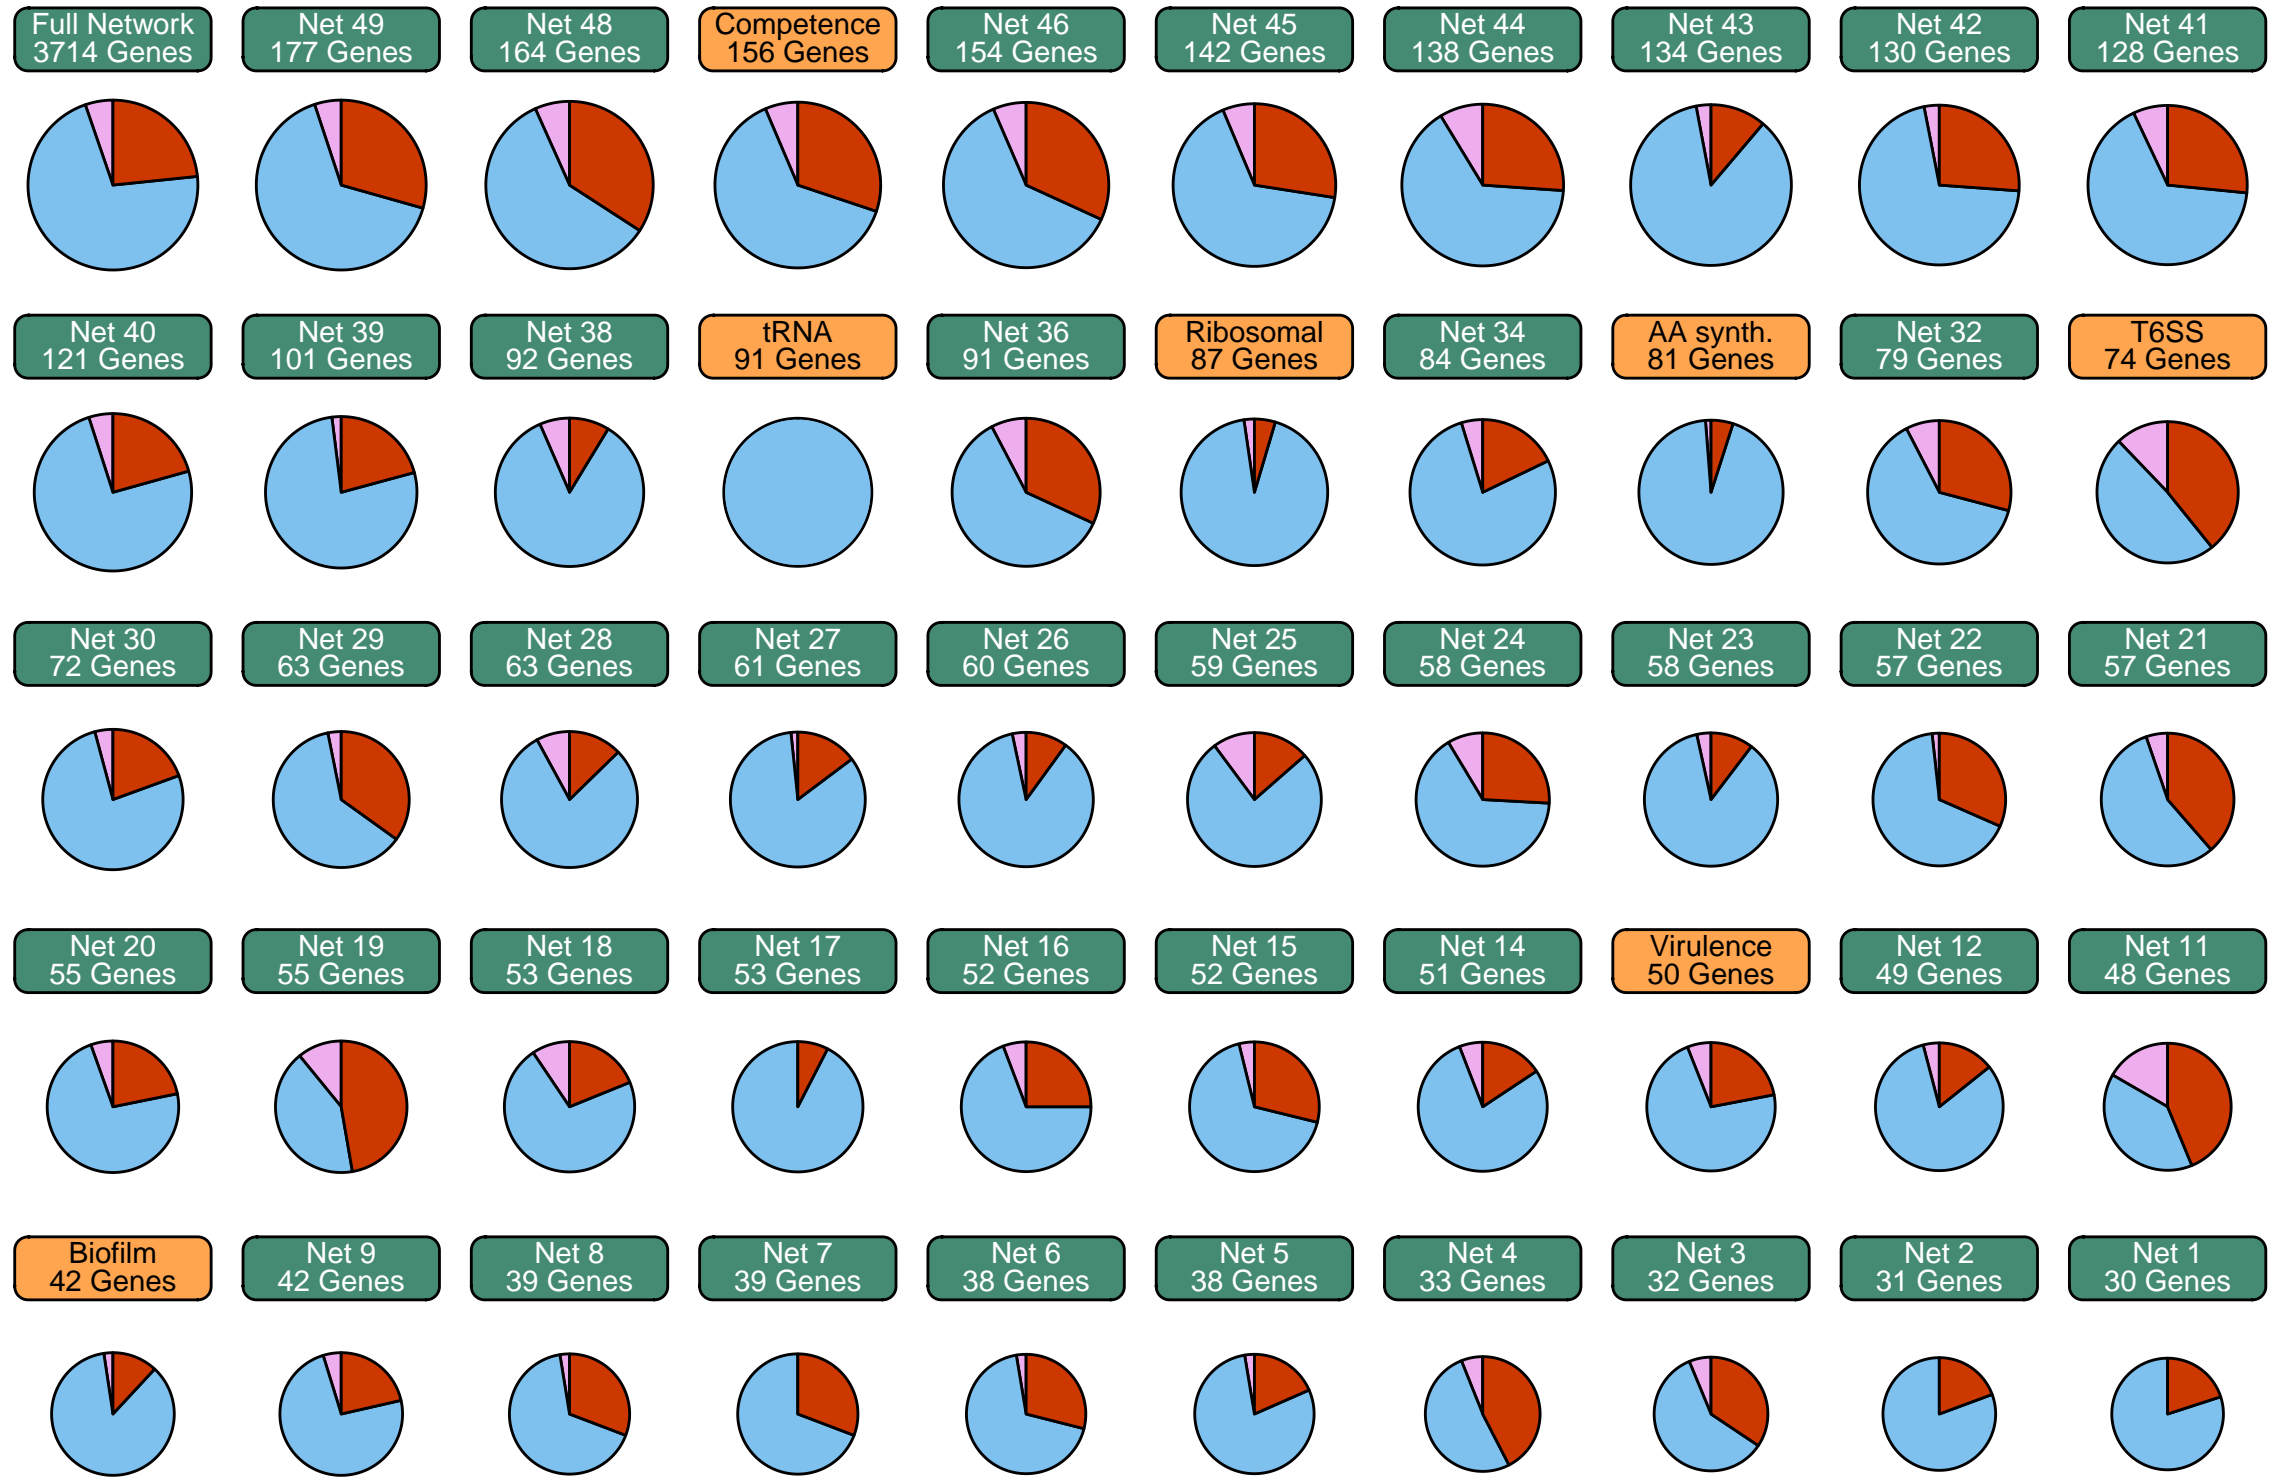 Full Network
3714 Genes
Net 49
177 Genes
Net 48
164 Genes
Competence
156 Genes
Net 46
154 Genes
Net 45
142 Genes
Net 44
138 Genes
Net 43
134 Genes
Net 42
130 Genes
Net 41
128 Genes
Net 40
121 Genes
Net 39
101 Genes
Net 38
92 Genes
tRNA
91 Genes
Net 36
91 Genes
Ribosomal
87 Genes
Net 34
84 Genes
AA synth.
81 Genes
Net 32
79 Genes
T6SS
74 Genes
Net 30
72 Genes
Net 29
63 Genes
Net 28
63 Genes
Net 27
61 Genes
Net 26
60 Genes
Net 25
59 Genes
Net 24
58 Genes
Net 23
58 Genes
Net 22
57 Genes
Net 21
57 Genes
Net 20
55 Genes
Net 19
55 Genes
Net 18
53 Genes
Net 17
53 Genes
Net 16
52 Genes
Net 15
52 Genes
Net 14
51 Genes
Virulence
50 Genes
Net 12
49 Genes
Net 11
48 Genes
Biofilm
42 Genes
Net 9
42 Genes
Net 8
39 Genes
Net 7
39 Genes
Net 6
38 Genes
Net 5
38 Genes
Net 4
33 Genes
Net 3
32 Genes
Net 2
31 Genes
Net 1
30 Genes